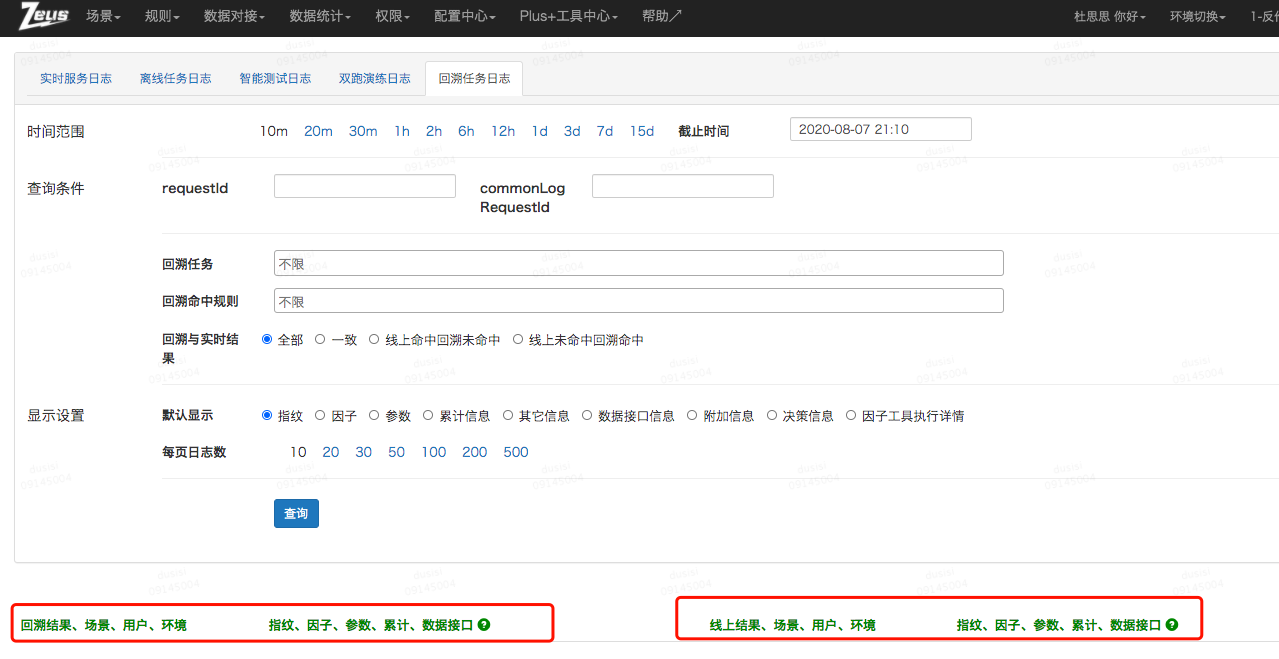 Zeus 场景 规则 数据对接 数据统计 权限 配置中心 Plus+工具中心 帮助 杜思思 你好 环境切换
实时服务日志 离线任务日志 智能测试日志 双跑演练日志 回溯任务日志
时间范围 10m 20m 30m 1h 2h 6h 12h 1d 3d 7d 15d 截止时间 2020-08-07 21:10
查询条件 requestId commonLog
RequestId
回溯任务 不限
回溯命中规则 不限
回溯与实时结 全部 一致 线上命中回溯未命中 线上未命中回溯命中
果
显示设置 默认显示 指纹 因子 参数 累计信息 其它信息 数据接口信息 附加信息 决策信息 因子工具执行详情
每页日志数 10 20 30 50 100 200 500
查询
回溯结果、场景、用户、环境 指纹、因子、参数、累计、数据接口 线上结果、场景、用户、环境 指纹、因子、参数、累计、数据接口